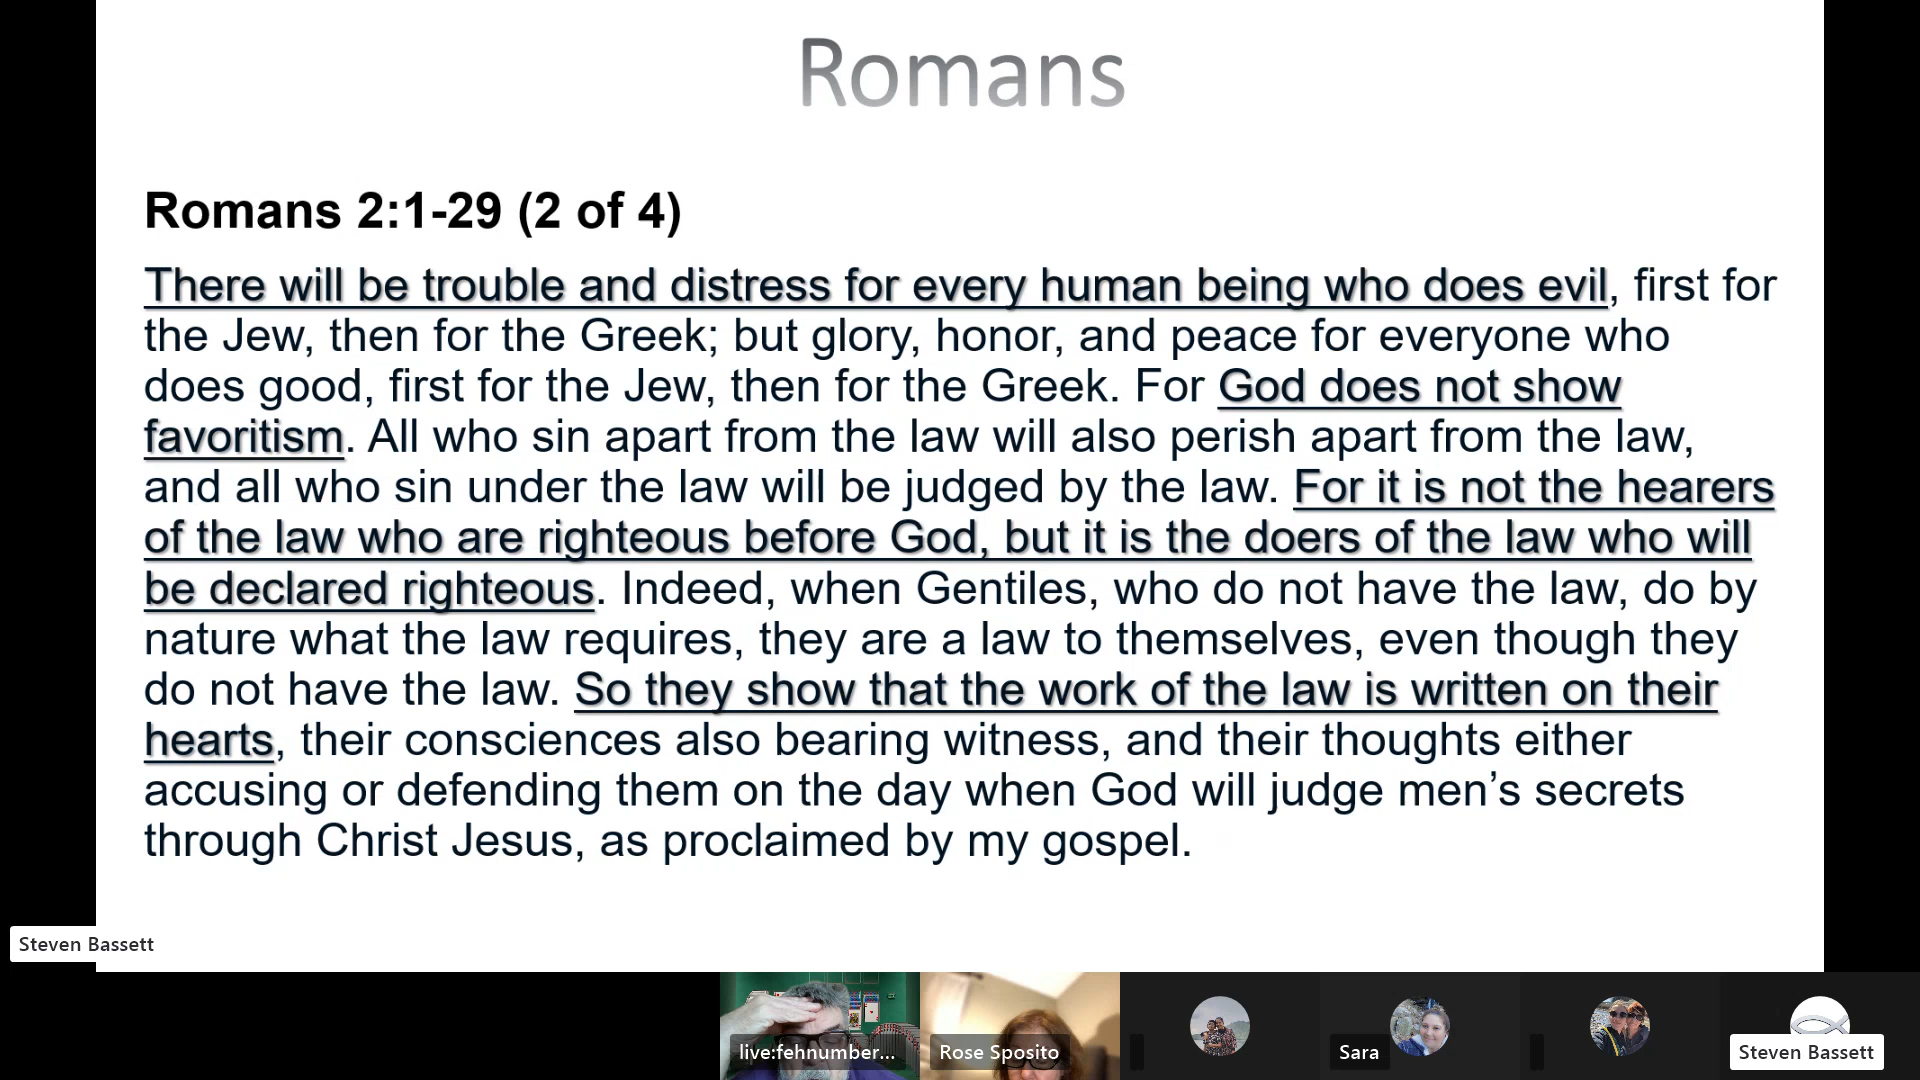 Romans
Romans 2:1-29 (2 of 4)
There will be trouble and distress for every human being who does evil, first for
the Jew, then for the Greek; but glory, honor, and peace for everyone who
does good, first for the Jew, then for the Greek. For God does not show
favoritism. All who sin apart from the law will also perish apart from the law,
and all who sin under the law will be judged by the law. For it is not the hearers
of the law who are righteous before God, but it is the doers of the law who will
be declared righteous. Indeed, when Gentiles, who do not have the law, do by
nature what the law requires, they are a law to themselves, even though they
do not have the law. So they show that the work of the law is written on their
hearts, their consciences also bearing witness, and their thoughts either
accusing or defending them on the day when God will judge men’s secrets
through Christ Jesus, as proclaimed by my gospel.
Steven Bassett
live:fehnumber...
Rose Sposito
Sara
Steven Bassett